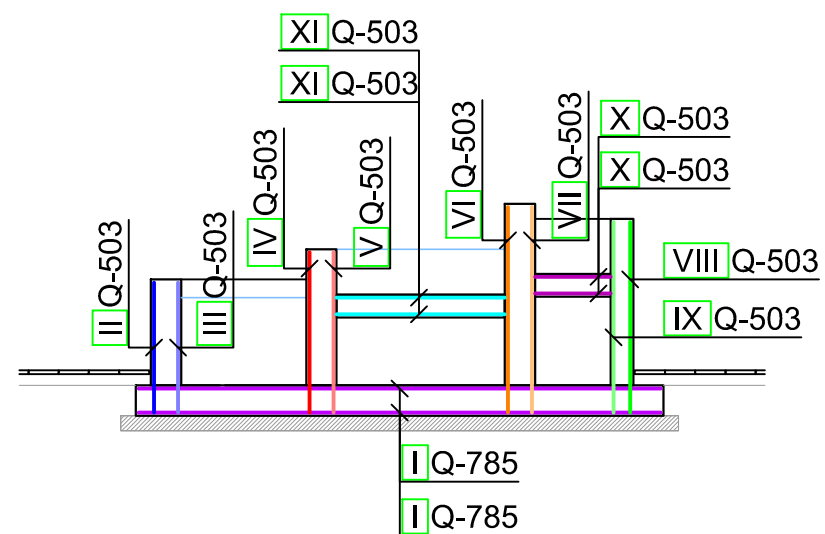 XI Q-503
XI Q-503
II Q-503
III Q-503
IV Q-503
V Q-503
VI Q-503
VII Q-503
X Q-503
X Q-503
VIII Q-503
IX Q-503
I Q-785
I Q-785